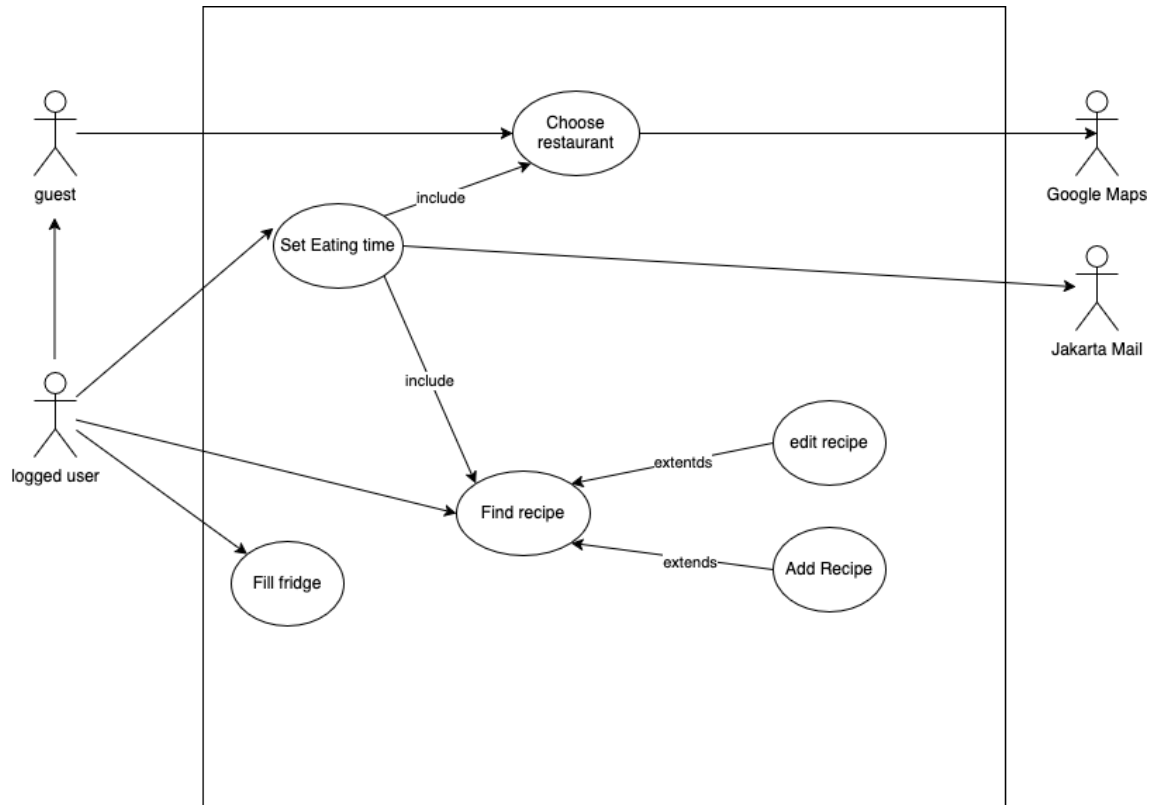 Choose
restaurant
guest
Google Maps
include
Set Eating time
Jakarta Mail
include
edit recipe
logged user
extentds
Find recipe
extends
Add Recipe
Fill fridge